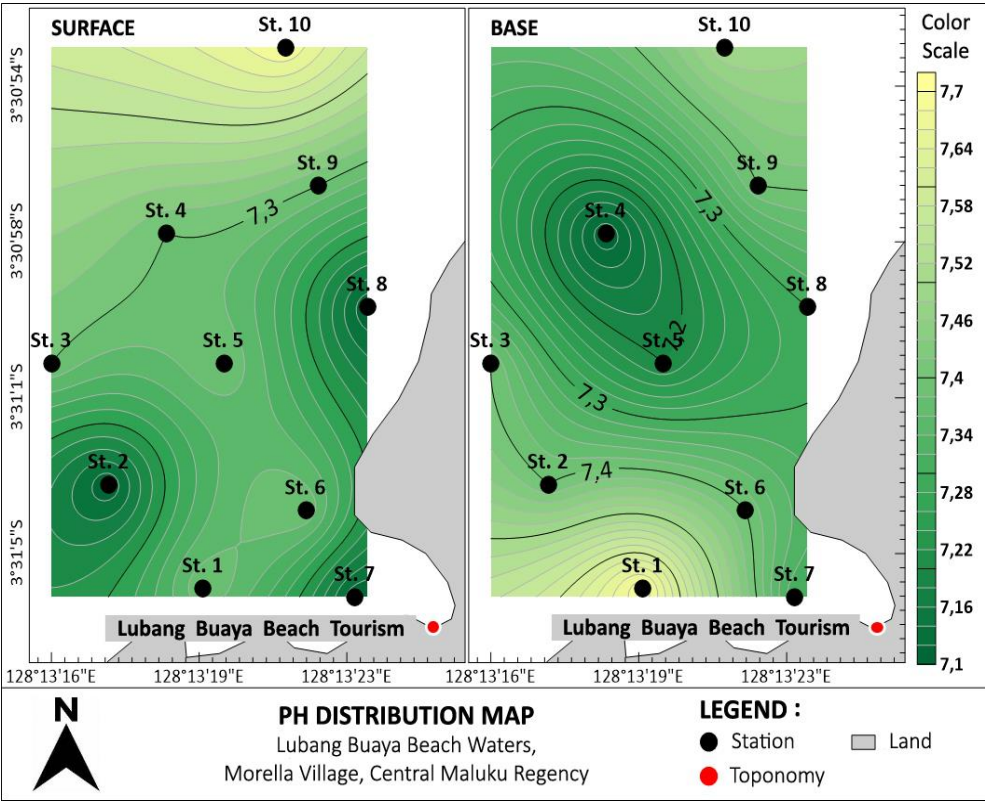 SURFACE
St. 10
St. 9
St. 4
7,3
St. 8
St. 3
St. 5
St. 2
St. 6
St. 1
St. 7
Lubang Buaya Beach Tourism
3°30'54"S
3°30'58"S
3°31'1"S
3°31'5"S
128°13'16"E
128°13'19"E
128°13'23"E
BASE
St. 10
St. 9
7,3
St. 4
St. 8
7,2
St. 3
7,3
St. 2
7,4
St. 6
St. 1
St. 7
Lubang Buaya Beach Tourism
128°13'16"E
128°13'19"E
128°13'23"E
Color
Scale
7,7
7,64
7,58
7,52
7,46
7,4
7,34
7,28
7,22
7,16
7,1
N
PH DISTRIBUTION MAP
Lubang Buaya Beach Waters,
Morella Village, Central Maluku Regency
LEGEND :
Station
Land
Toponomy